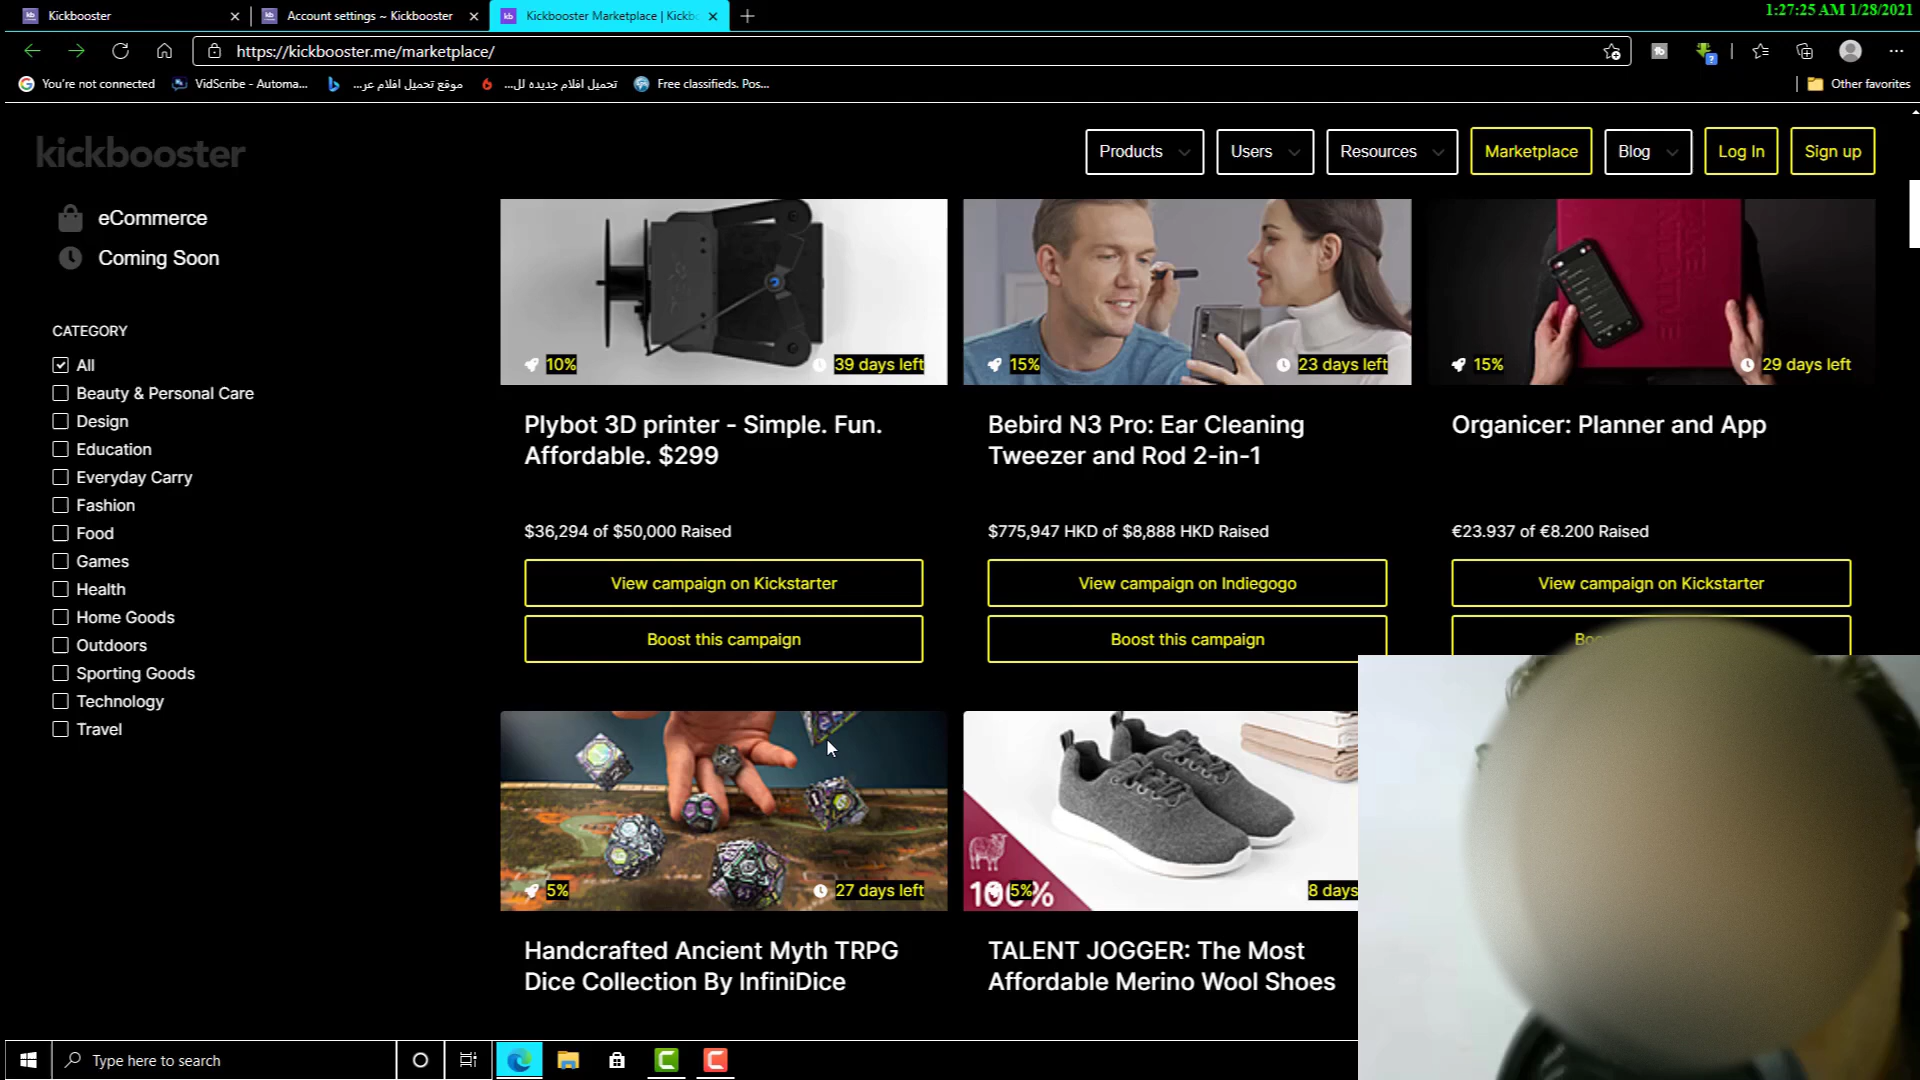 Kickbooster
Account settings ~ Kickbooster
Kickbooster Marketplace | Kickb
1:27:25 AM 1/28/2021
https://kickbooster.me/marketplace/
You're not connected
VidScribe - Automa...
موقع تحميل افلام عر...
تحميل افلام جديده لل...
Free classifieds. Pos...
Other favorites
kickbooster
Products
Users
Resources
Marketplace
Blog
Log In
Sign up
eCommerce
Coming Soon
CATEGORY
All
Beauty & Personal Care
Design
Education
Everyday Carry
Fashion
Food
Games
Health
Home Goods
Outdoors
Sporting Goods
Technology
Travel
10%
39 days left
Plybot 3D printer - Simple. Fun.
Affordable. $299
$36,294 of $50,000 Raised
View campaign on Kickstarter
Boost this campaign
15%
23 days left
Bebird N3 Pro: Ear Cleaning
Tweezer and Rod 2-in-1
$775,947 HKD of $8,888 HKD Raised
View campaign on Indiegogo
Boost this campaign
15%
29 days left
Organicer: Planner and App
€23.937 of €8.200 Raised
View campaign on Kickstarter
5%
27 days left
Handcrafted Ancient Myth TRPG
Dice Collection By InfiniDice
100%
5%
8 days
TALENT JOGGER: The Most
Affordable Merino Wool Shoes
Type here to search